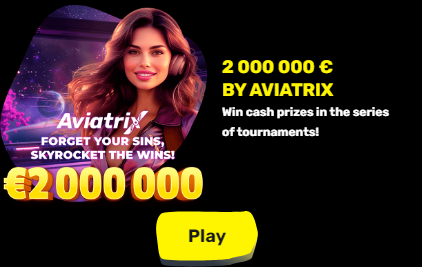 Aviatrix
FORGET YOUR SINS,
SKYROCKET THE WINS!
€2 000 000
2 000 000 €
BY AVIATRIX
Win cash prizes in the series
of tournaments!
Play